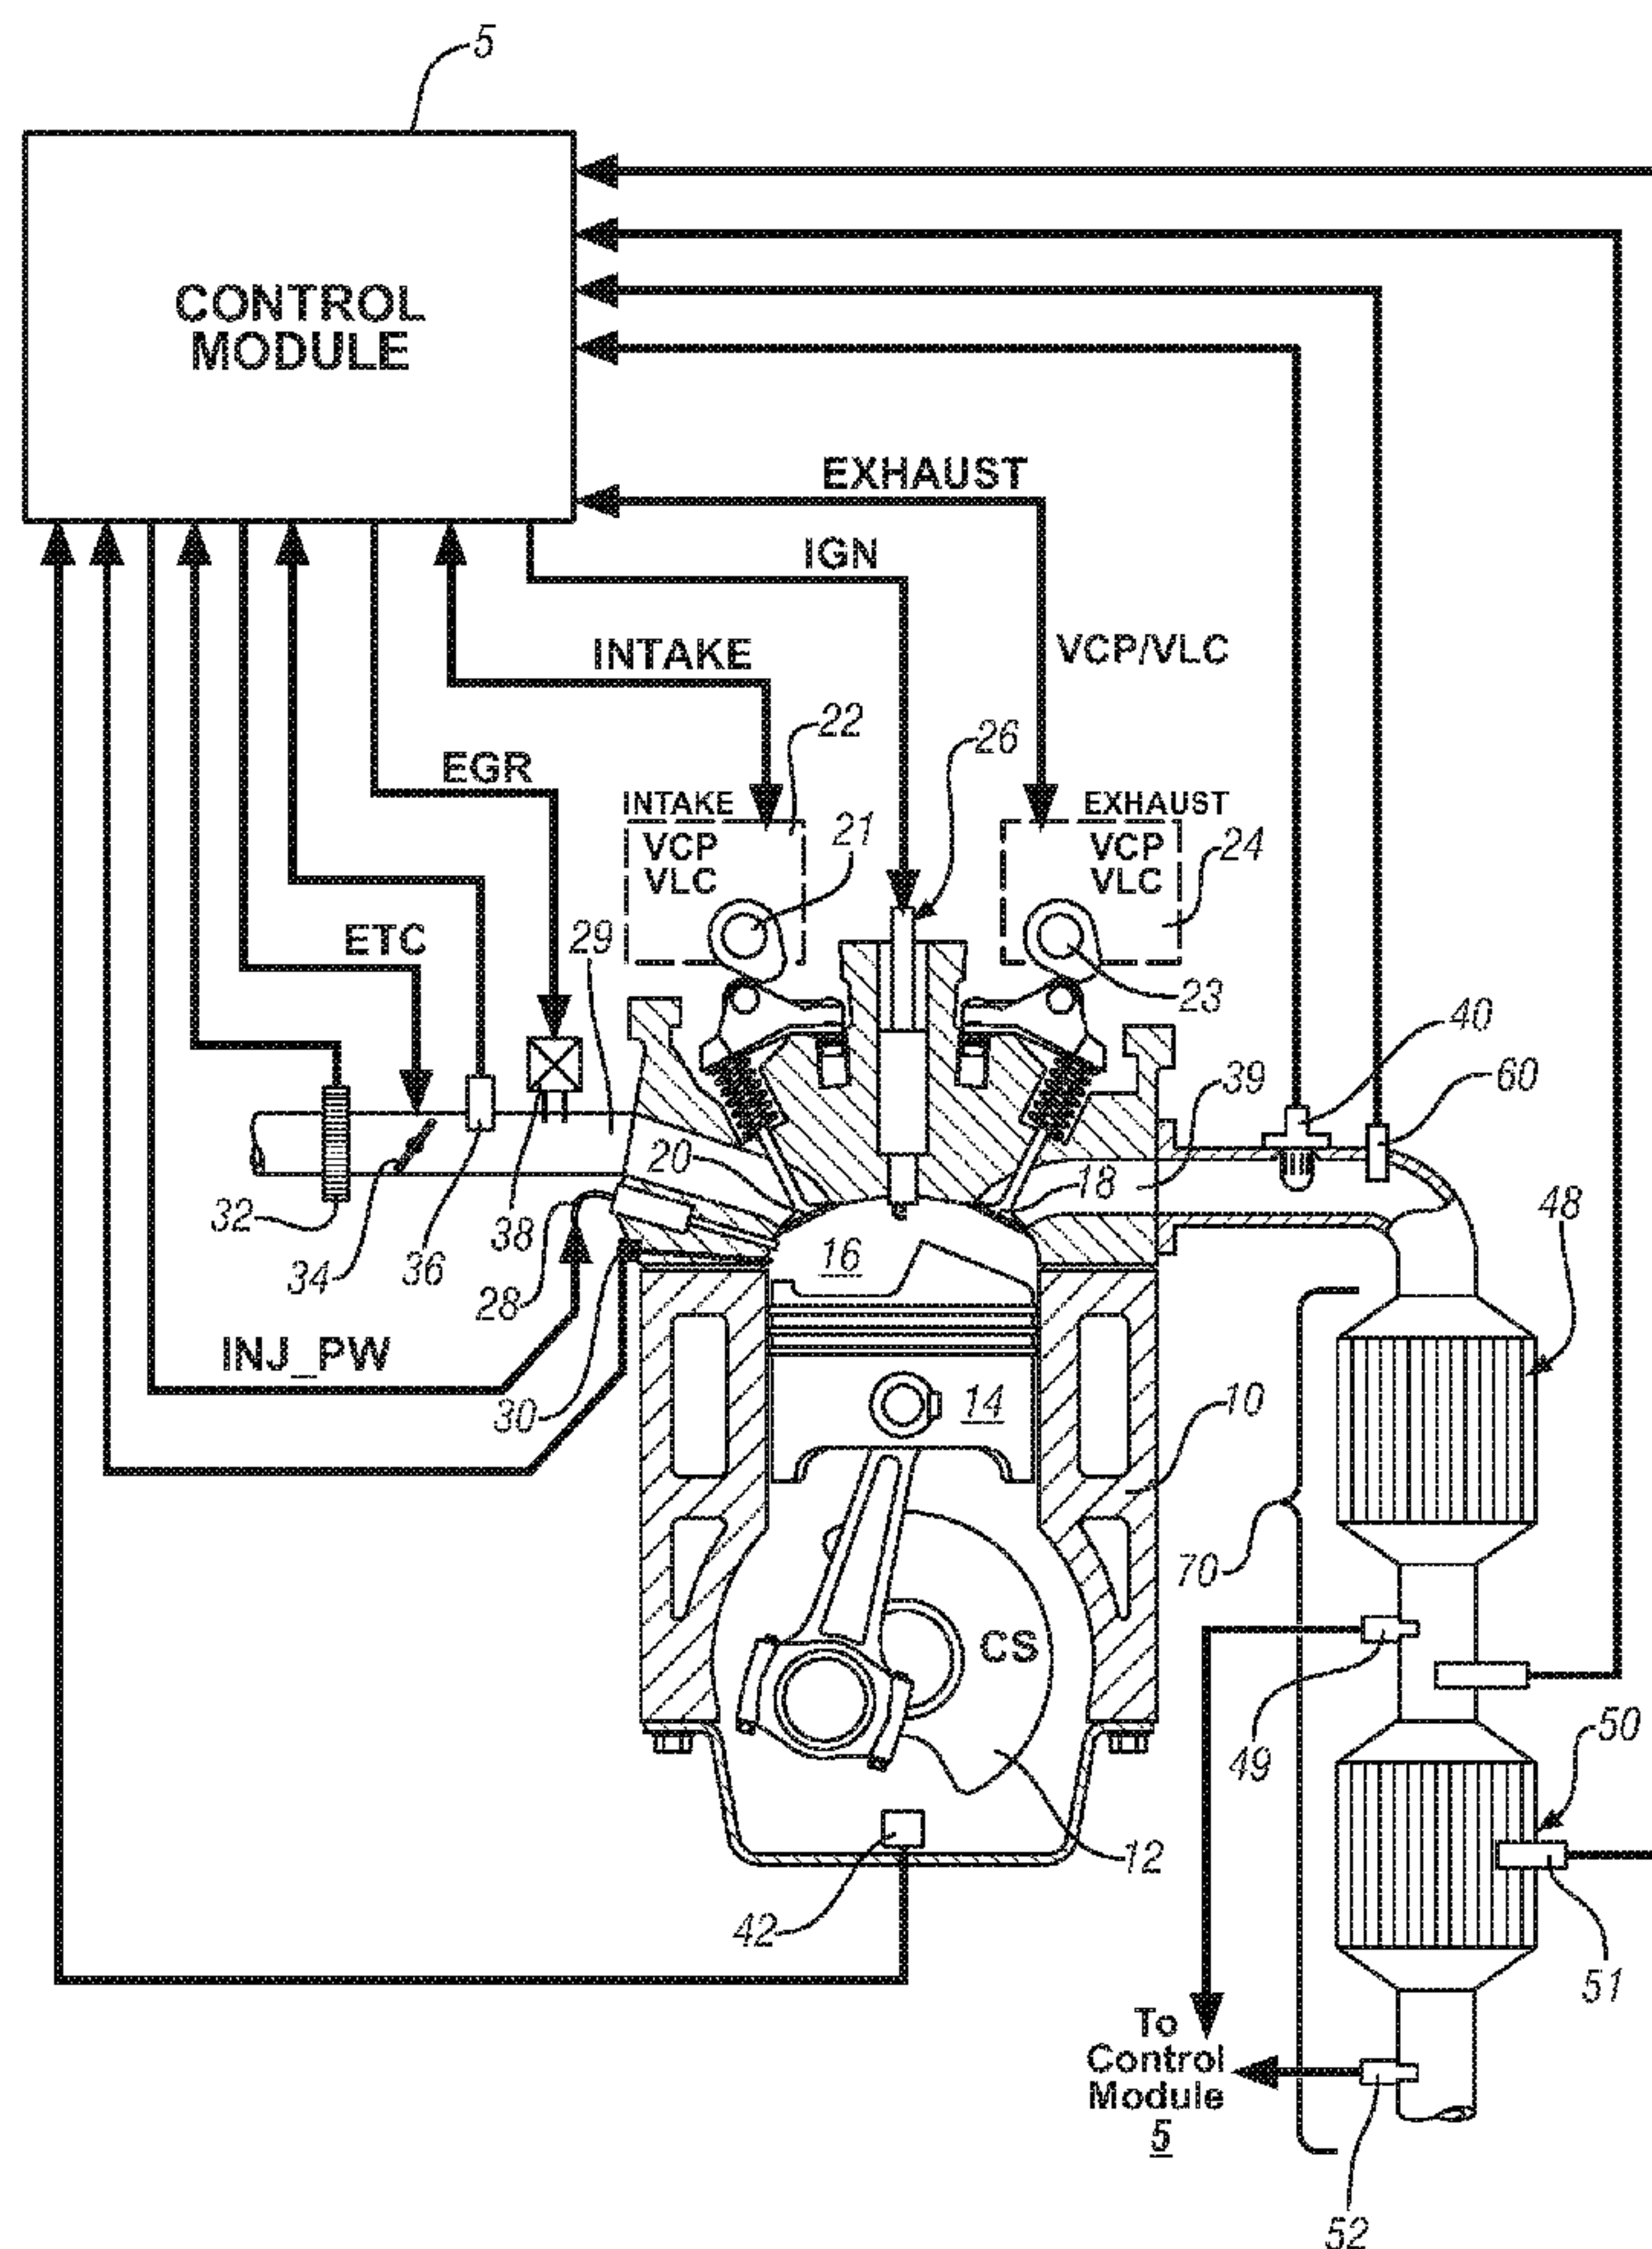 5
CONTROL
MODULE
EXHAUST
IGN
INTAKE
VCP/VLC
22
26
EGR
INTAKE
EXHAUST
VCP
VLC
21
VCP
VLC
24
ETC
29
23
40
39
60
20
18
32
38
48
34
36
28
16
INJ_PW
30
14
10
70
CS
49
50
12
42
51
To
Control
Module
5
52